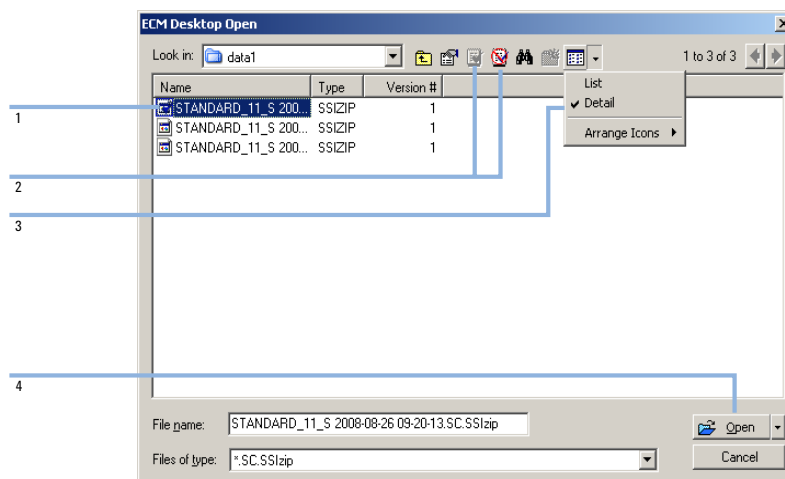 ECM Desktop Open
Look in: data1 1 to 3 of 3
Name Type Version #
List
STANDARD_11_S 200... SSIZIP 1
Detail
STANDARD_11_S 200... SSIZIP 1
Arrange Icons
STANDARD_11_S 200... SSIZIP 1
1
2
3
4
File name: STANDARD_11_S 2008-08-26 09-20-13.SC.SSIzip Open
Files of type: *.SC.SSIzip Cancel